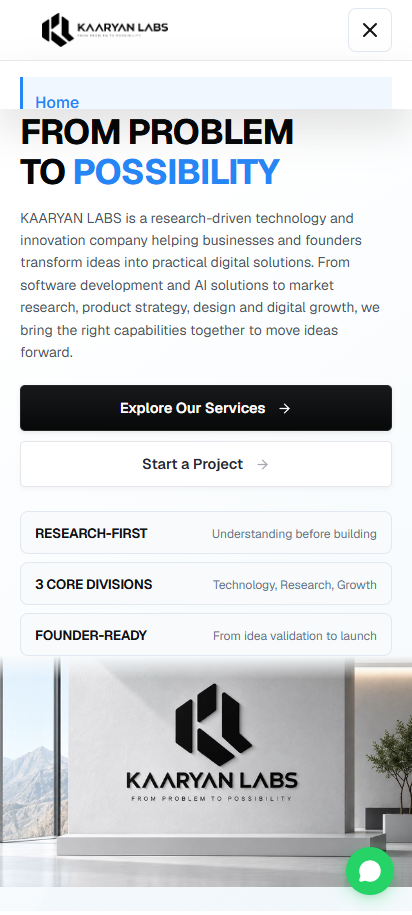 KAARYAN LABS
FROM PROBLEM TO POSSIBILITY
Home
FROM PROBLEM
TO POSSIBILITY
KAARYAN LABS is a research-driven technology and
innovation company helping businesses and founders
transform ideas into practical digital solutions. From
software development and AI solutions to market
research, product strategy, design and digital growth, we
bring the right capabilities together to move ideas
forward.
Explore Our Services →
Start a Project →
RESEARCH-FIRST Understanding before building
3 CORE DIVISIONS Technology, Research, Growth
FOUNDER-READY From idea validation to launch
KAARYAN LABS
FROM PROBLEM TO POSSIBILITY